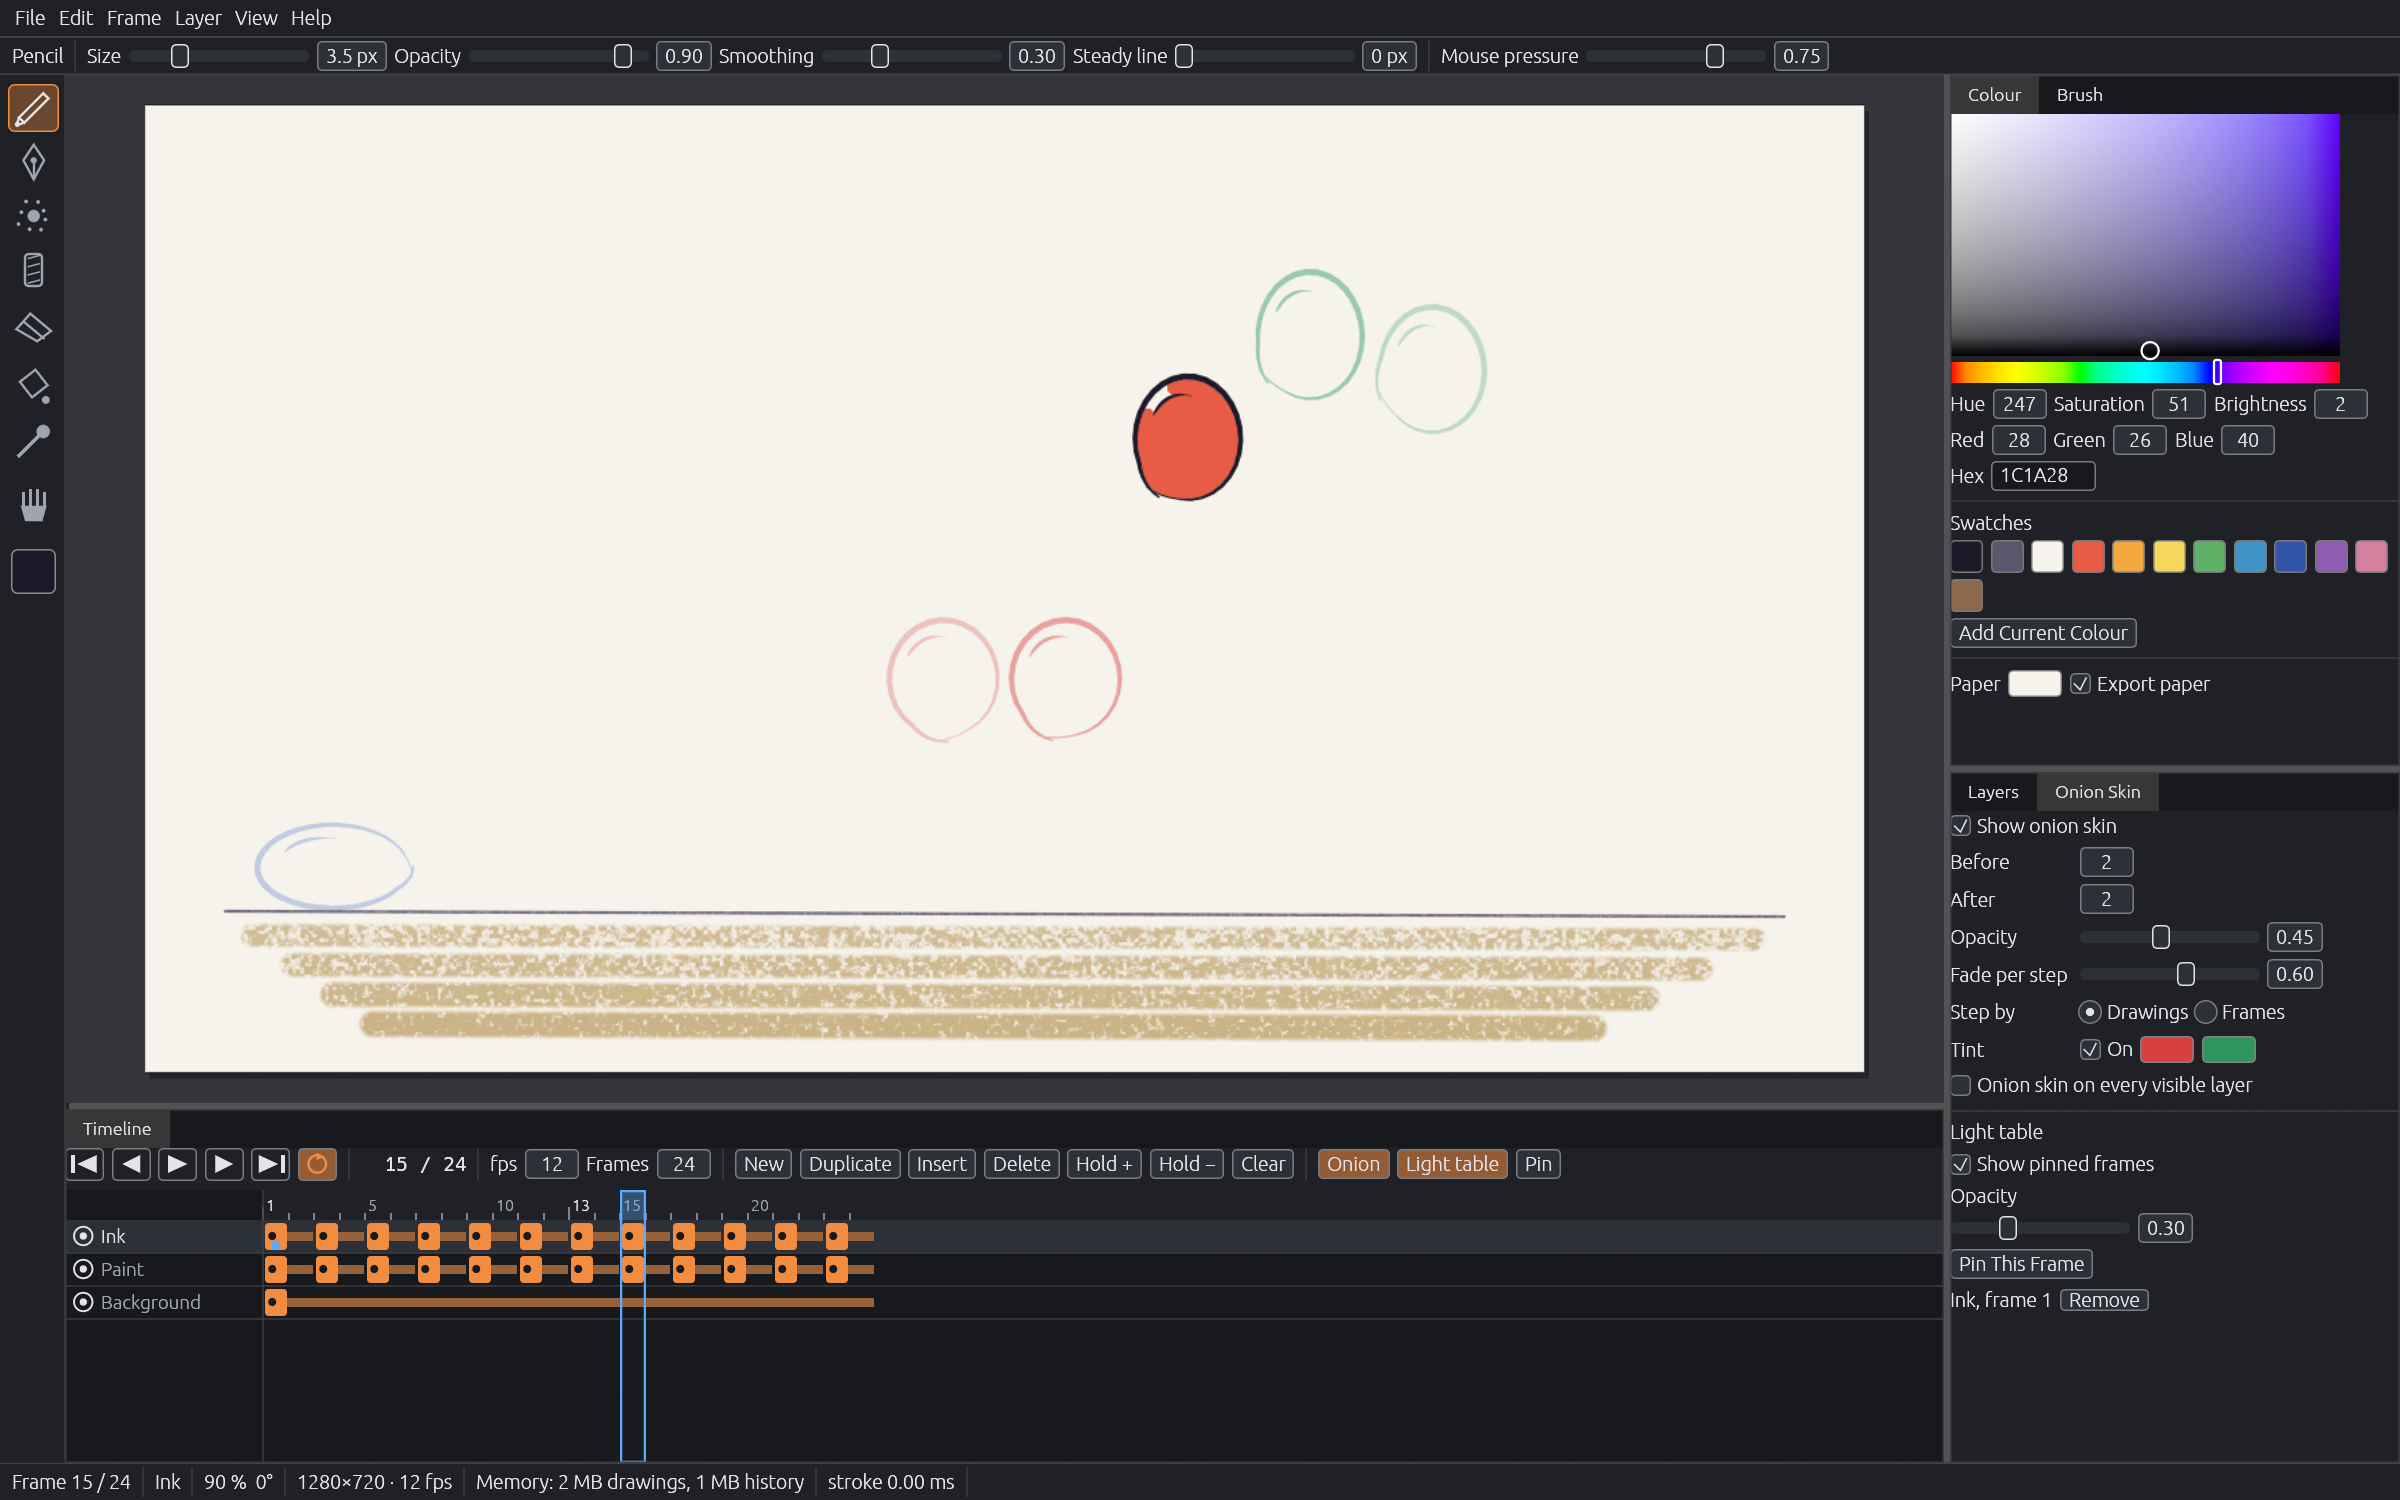 File Edit Frame Layer View Help
Pencil Size 3.5 px Opacity 0.90 Smoothing 0.30 Steady line 0 px Mouse pressure 0.75
Colour Brush
Hue 247 Saturation 51 Brightness 2
Red 28 Green 26 Blue 40
Hex 1C1A28
Swatches
Add Current Colour
Paper Export paper
Layers Onion Skin
Show onion skin
Before 2
After 2
Opacity 0.45
Fade per step 0.60
Step by Drawings Frames
Tint On
Onion skin on every visible layer
Light table
Show pinned frames
Opacity
0.30
Pin This Frame
Ink, frame 1 Remove
Timeline
15 / 24 fps 12 Frames 24 New Duplicate Insert Delete Hold + Hold – Clear Onion Light table Pin
1 5 10 13 15 20
Ink
Paint
Background
Frame 15 / 24 Ink 90 % 0° 1280×720 · 12 fps Memory: 2 MB drawings, 1 MB history stroke 0.00 ms